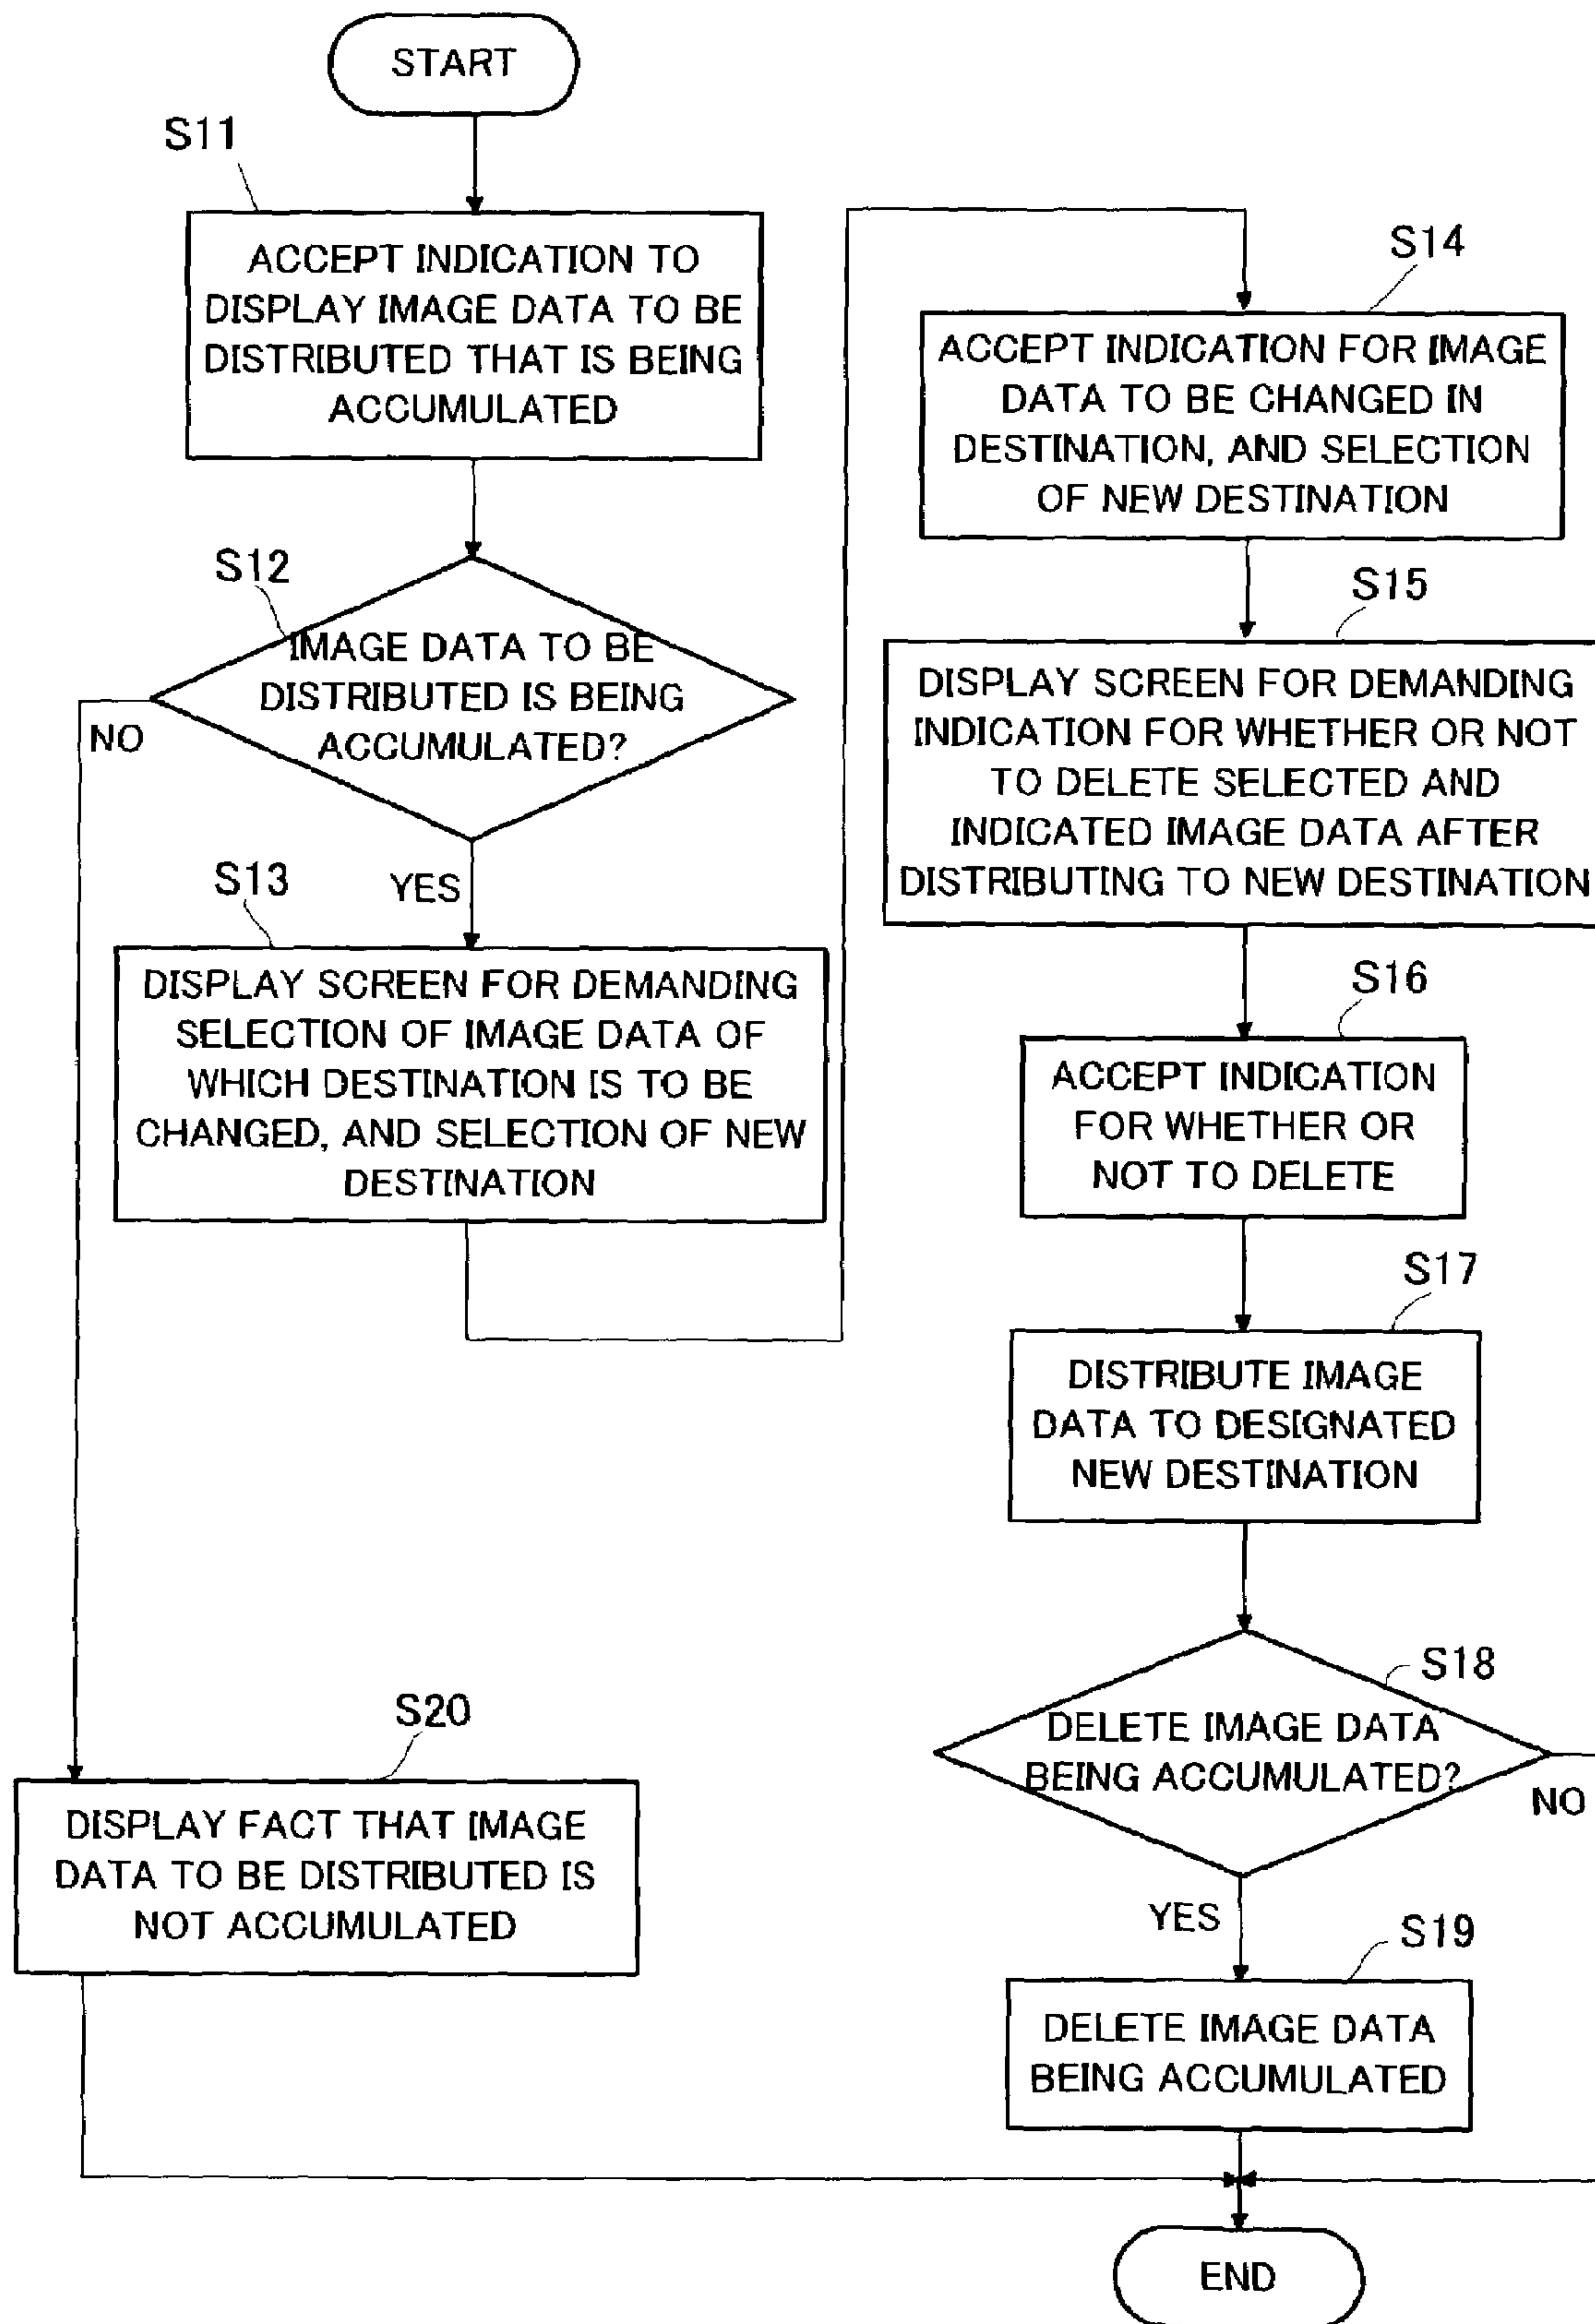 START
S11
ACCEPT INDICATION TO
DISPLAY IMAGE DATA TO BE
DISTRIBUTED THAT IS BEING
ACCUMULATED
S12
IMAGE DATA TO BE
DISTRIBUTED IS BEING
ACCUMULATED?
NO
YES
S13
DISPLAY SCREEN FOR DEMANDING
SELECTION OF IMAGE DATA OF
WHICH DESTINATION IS TO BE
CHANGED, AND SELECTION OF NEW
DESTINATION
S14
ACCEPT INDICATION FOR IMAGE
DATA TO BE CHANGED IN
DESTINATION, AND SELECTION
OF NEW DESTINATION
S15
DISPLAY SCREEN FOR DEMANDING
INDICATION FOR WHETHER OR NOT
TO DELETE SELECTED AND
INDICATED IMAGE DATA AFTER
DISTRIBUTING TO NEW DESTINATION
S16
ACCEPT INDICATION
FOR WHETHER OR
NOT TO DELETE
S17
DISTRIBUTE IMAGE
DATA TO DESIGNATED
NEW DESTINATION
S18
DELETE IMAGE DATA
BEING ACCUMULATED?
NO
YES
S19
DELETE IMAGE DATA
BEING ACCUMULATED
S20
DISPLAY FACT THAT IMAGE
DATA TO BE DISTRIBUTED IS
NOT ACCUMULATED
END